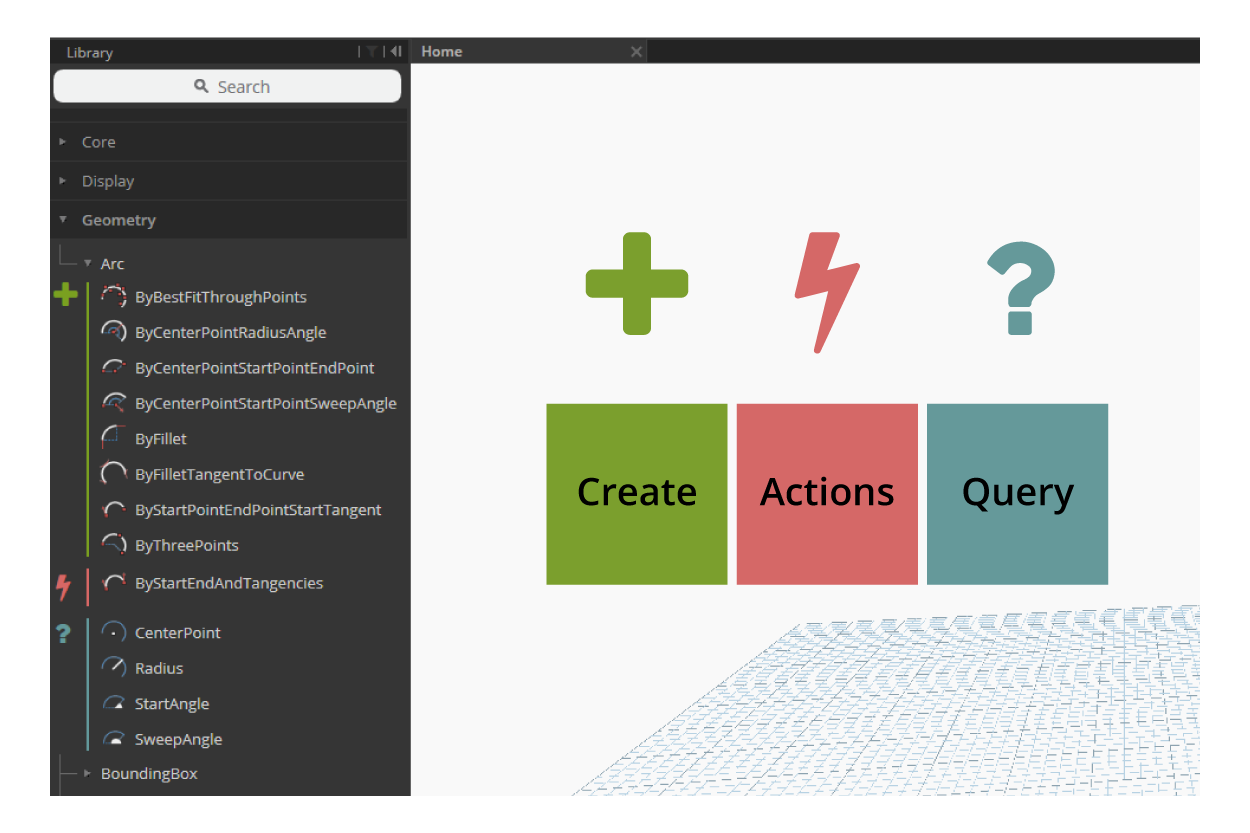 Library
Home
Search
Core
Display
Geometry
Arc
ByBestFitThroughPoints
ByCenterPointRadiusAngle
ByCenterPointStartPointEndPoint
ByCenterPointStartPointSweepAngle
ByFillet
ByFilletTangentToCurve
ByStartPointEndPointStartTangent
ByThreePoints
ByStartEndAndTangencies
CenterPoint
Radius
StartAngle
SweepAngle
BoundingBox
Create
Actions
Query